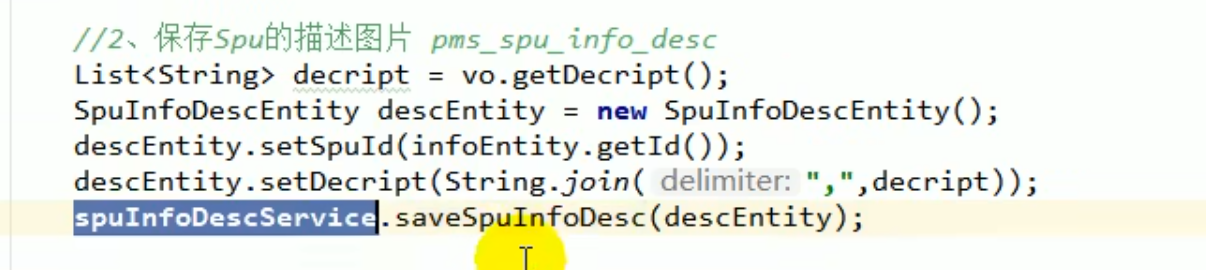 //2、保存Spu的描述图片 pms_spu_info_desc
List<String> decript = vo.getDecript();
SpuInfoDescEntity descEntity = new SpuInfoDescEntity();
descEntity.setSpuId(infoEntity.getId());
descEntity.setDecript(String.join( delimiter: ",",decript));
spuInfoDescService.saveSpuInfoDesc(descEntity);